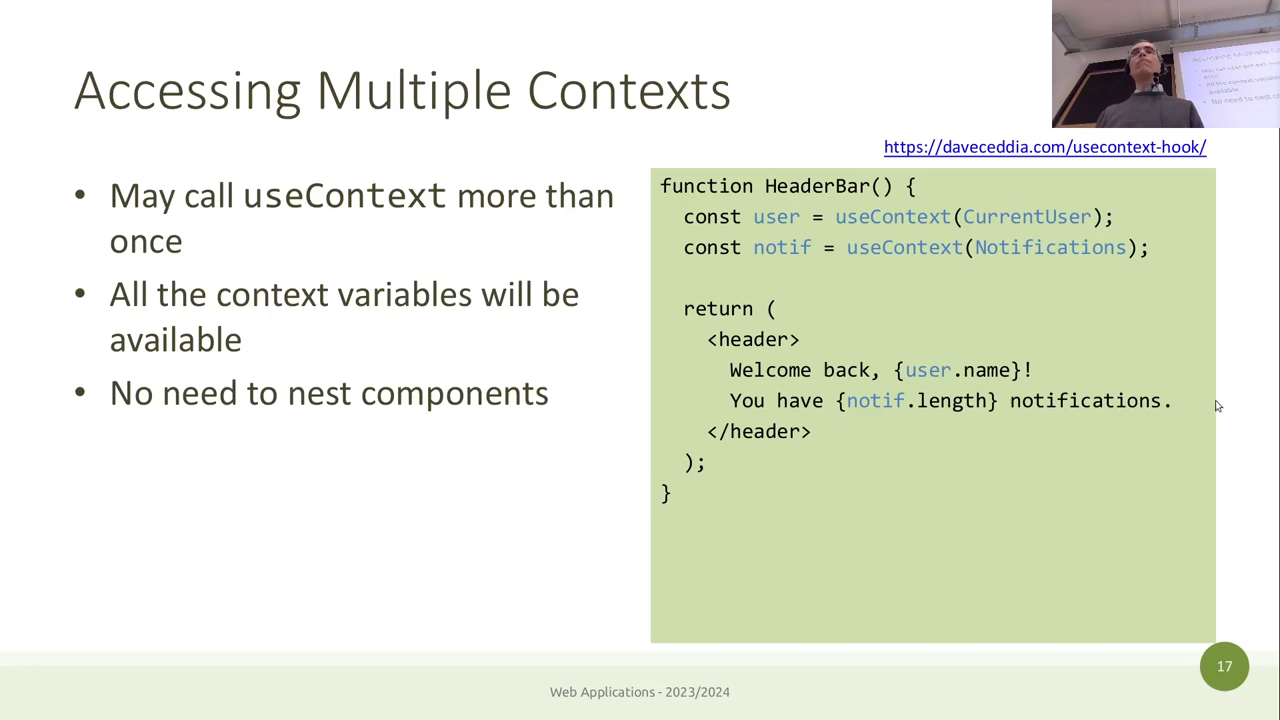 Accessing Multiple Contexts
https://daveceddia.com/usecontext-hook/
• May call useContext more than
once
• All the context variables will be
available
• No need to nest components
function HeaderBar() {
const user = useContext(CurrentUser);
const notif = useContext(Notifications);
return (
<header>
Welcome back, {user.name}!
You have {notif.length} notifications.
</header>
);
}
Web Applications - 2023/2024
17